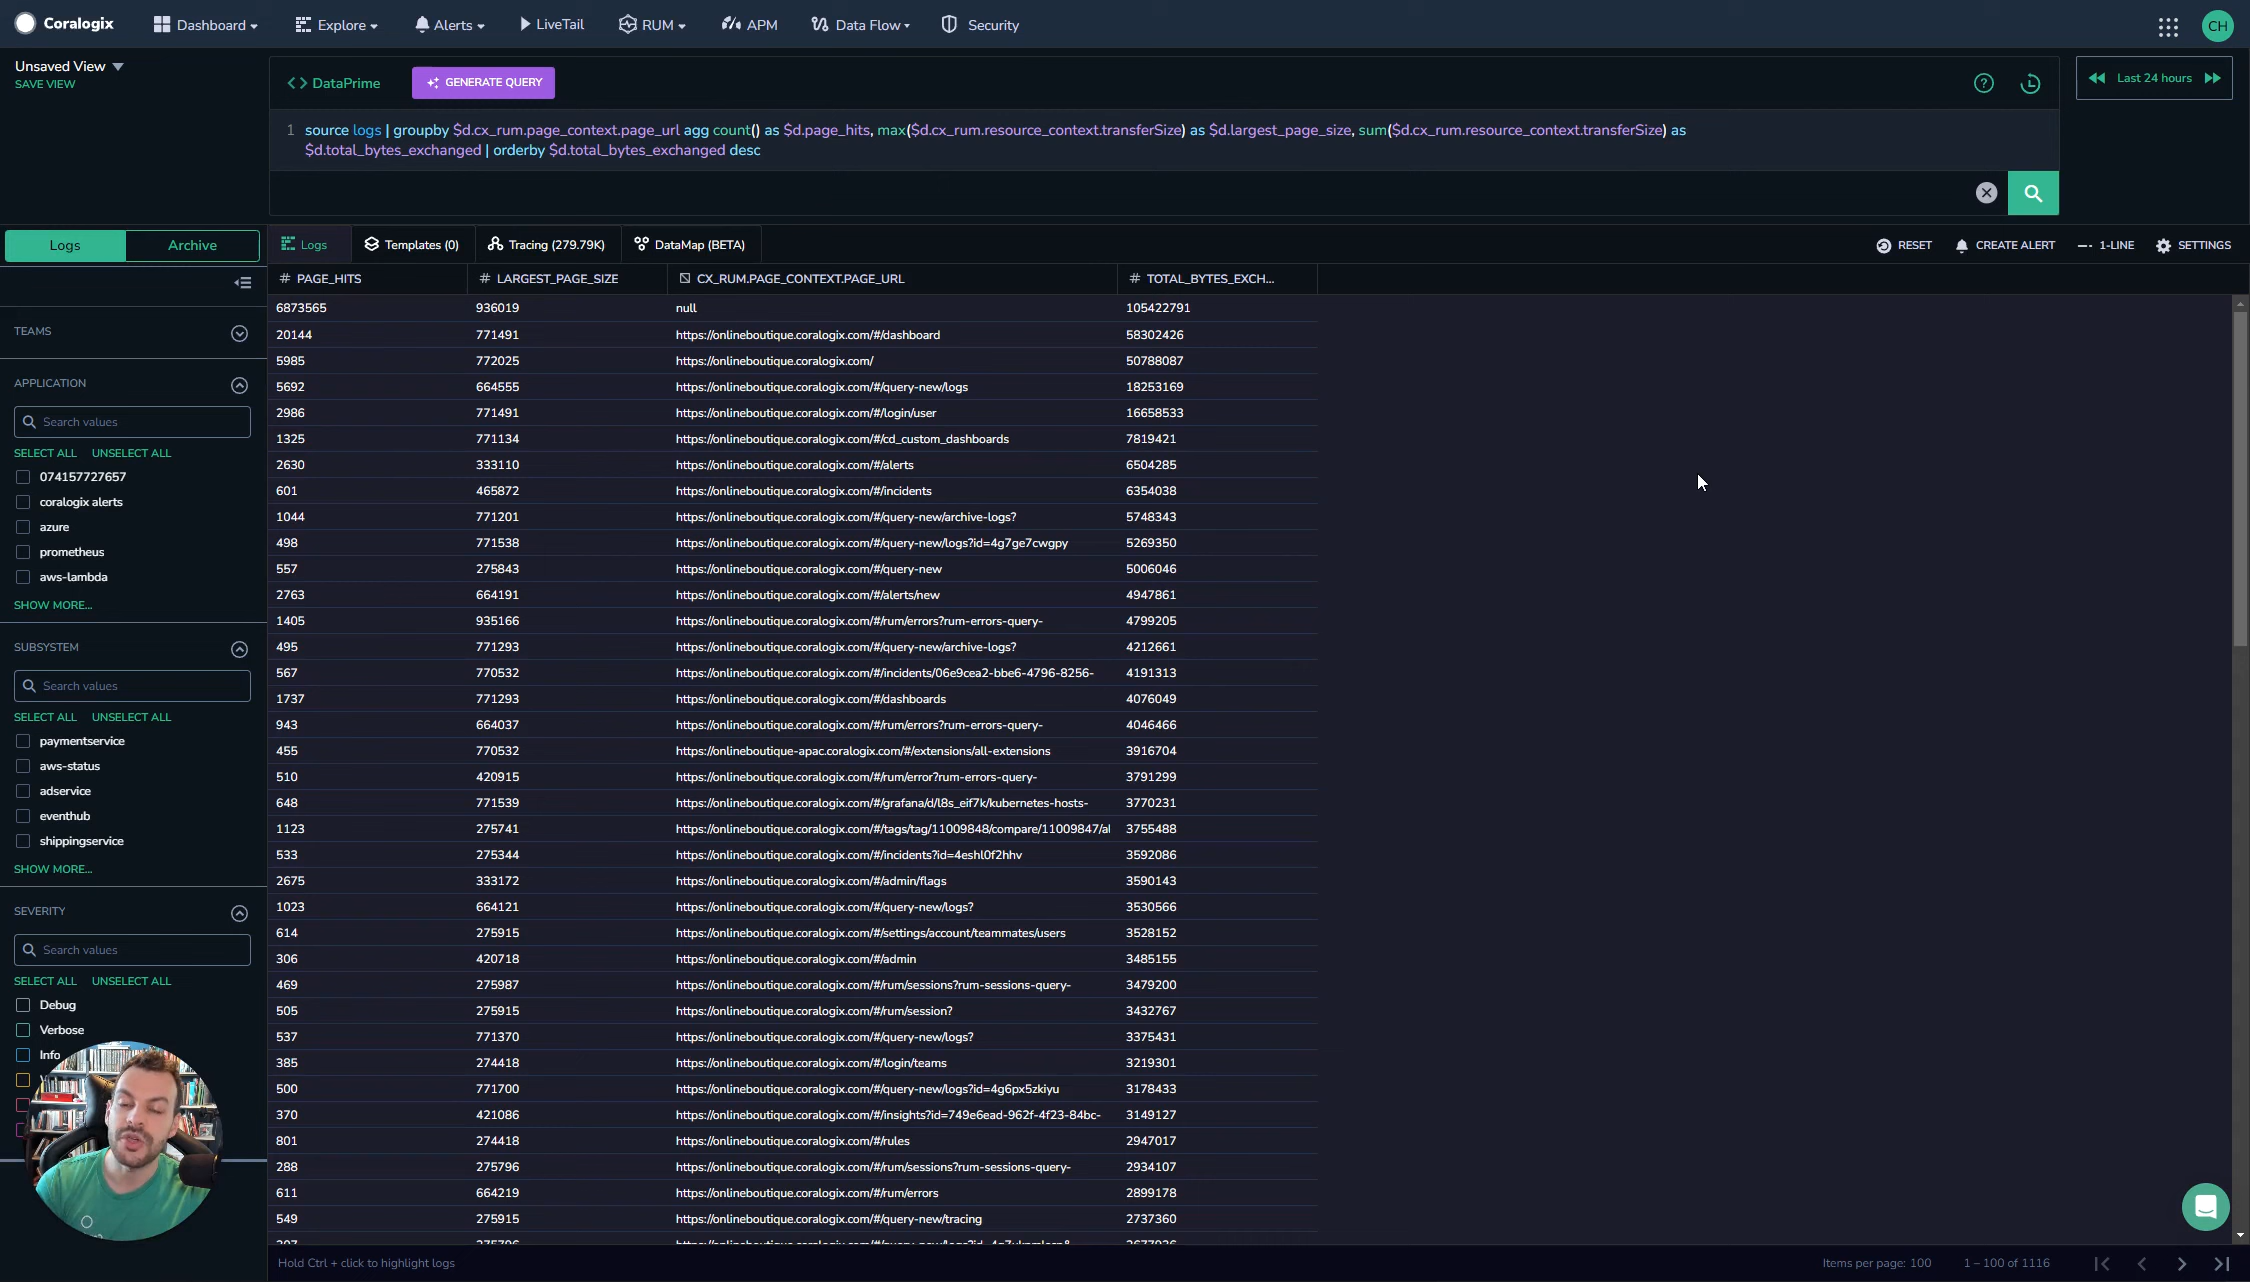 Coralogix
Dashboard
Explore
Alerts
LiveTail
RUM
APM
Data Flow
Security
CH
Unsaved View
SAVE VIEW
DataPrime
GENERATE QUERY
Last 24 hours
1 source logs | groupby $d.cx_rum.page_context.page_url agg count() as $d.page_hits, max($d.cx_rum.resource_context.transferSize) as $d.largest_page_size, sum($d.cx_rum.resource_context.transferSize) as
$d.total_bytes_exchanged | orderby $d.total_bytes_exchanged desc
Logs
Archive
TEAMS
APPLICATION
Search values
SELECT ALL UNSELECT ALL
074157727657
coralogix alerts
azure
prometheus
aws-lambda
SHOW MORE...
SUBSYSTEM
Search values
SELECT ALL UNSELECT ALL
paymentservice
aws-status
adservice
eventhub
shippingservice
SHOW MORE...
SEVERITY
Search values
SELECT ALL UNSELECT ALL
Debug
Verbose
Info
Logs
Templates (0)
Tracing (279.79K)
DataMap (BETA)
RESET
CREATE ALERT
1-LINE
SETTINGS
# PAGE_HITS # LARGEST_PAGE_SIZE CX_RUM.PAGE_CONTEXT.PAGE_URL # TOTAL_BYTES_EXCH...
6873565 936019 null 105422791
20144 771491 https://onlineboutique.coralogix.com/#/dashboard 58302426
5985 772025 https://onlineboutique.coralogix.com/ 50788087
5692 664555 https://onlineboutique.coralogix.com/#/query-new/logs 18253169
2986 771491 https://onlineboutique.coralogix.com/#/login/user 16658533
1325 771134 https://onlineboutique.coralogix.com/#/cd_custom_dashboards 7819421
2630 333110 https://onlineboutique.coralogix.com/#/alerts 6504285
601 465872 https://onlineboutique.coralogix.com/#/incidents 6354038
1044 771201 https://onlineboutique.coralogix.com/#/query-new/archive-logs? 5748343
498 771538 https://onlineboutique.coralogix.com/#/query-new/logs?id=4g7ge7cwgpy 5269350
557 275843 https://onlineboutique.coralogix.com/#/query-new 5006046
2763 664191 https://onlineboutique.coralogix.com/#/alerts/new 4947861
1405 935166 https://onlineboutique.coralogix.com/#/rum/errors?rum-errors-query- 4799205
495 771293 https://onlineboutique.coralogix.com/#/query-new/archive-logs? 4212661
567 770532 https://onlineboutique.coralogix.com/#/incidents/06e9cea2-bbe6-4796-8256- 4191313
1737 771293 https://onlineboutique.coralogix.com/#/dashboards 4076049
943 664037 https://onlineboutique.coralogix.com/#/rum/errors?rum-errors-query- 4046466
455 770532 https://onlineboutique-apac.coralogix.com/#/extensions/all-extensions 3916704
510 420915 https://onlineboutique.coralogix.com/#/rum/error?rum-errors-query- 3791299
648 771539 https://onlineboutique.coralogix.com/#/grafana/d/l8s_eif7k/kubernetes-hosts- 3770231
1123 275741 https://onlineboutique.coralogix.com/#/tags/tag/11009848/compare/11009847/al 3755488
533 275344 https://onlineboutique.coralogix.com/#/incidents?id=4eshl0f2hhv 3592086
2675 333172 https://onlineboutique.coralogix.com/#/admin/flags 3590143
1023 664121 https://onlineboutique.coralogix.com/#/query-new/logs? 3530566
614 275915 https://onlineboutique.coralogix.com/#/settings/account/teammates/users 3528152
306 420718 https://onlineboutique.coralogix.com/#/admin 3485155
469 275987 https://onlineboutique.coralogix.com/#/rum/sessions?rum-sessions-query- 3479200
505 275915 https://onlineboutique.coralogix.com/#/rum/session? 3432767
537 771370 https://onlineboutique.coralogix.com/#/query-new/logs? 3375431
385 274418 https://onlineboutique.coralogix.com/#/login/teams 3219301
500 771700 https://onlineboutique.coralogix.com/#/query-new/logs?id=4g6px5zkiyu 3178433
370 421086 https://onlineboutique.coralogix.com/#/insights?id=749e6ead-962f-4f23-84bc- 3149127
801 274418 https://onlineboutique.coralogix.com/#/rules 2947017
288 275796 https://onlineboutique.coralogix.com/#/rum/sessions?rum-sessions-query- 2934107
611 664219 https://onlineboutique.coralogix.com/#/rum/errors 2899178
549 275915 https://onlineboutique.coralogix.com/#/query-new/tracing 2737360
Hold Ctrl + click to highlight logs
Items per page: 100
1 – 100 of 1116